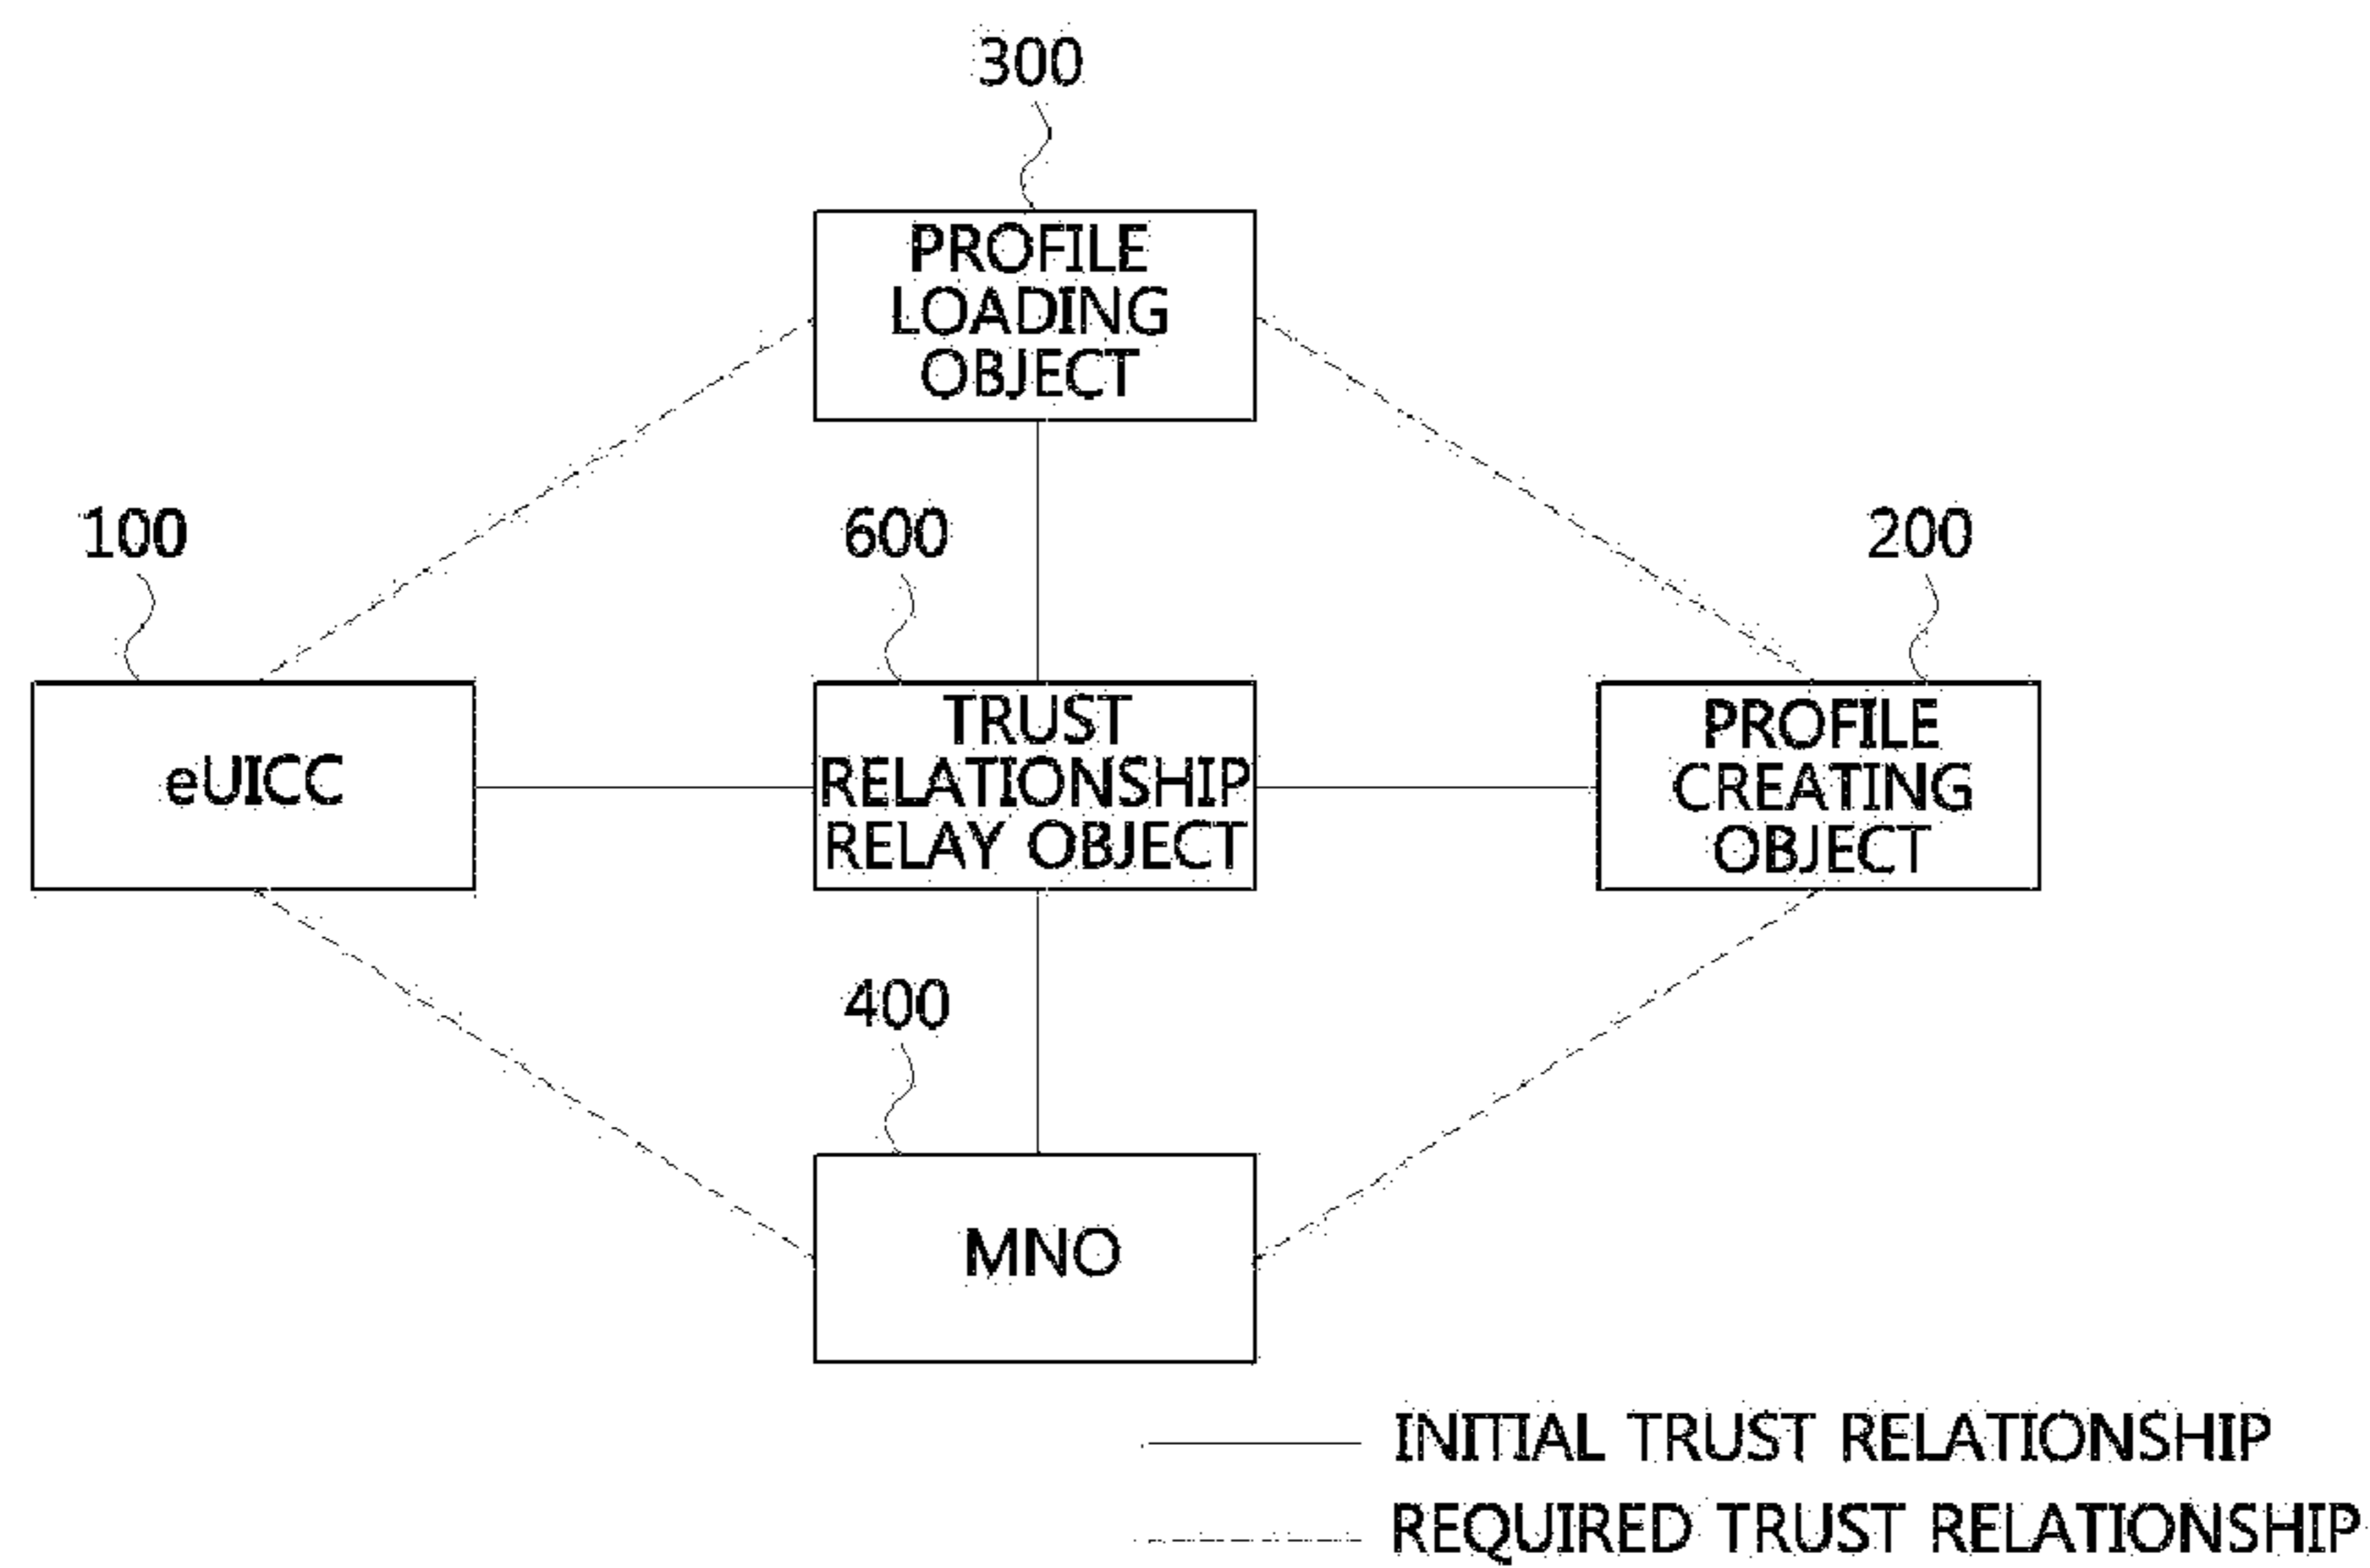 300
PROFILE
LOADING
OBJECT
100
600
200
eUICC
TRUST
RELATIONSHIP
RELAY OBJECT
PROFILE
CREATING
OBJECT
400
MNO
INITIAL TRUST RELATIONSHIP
REQUIRED TRUST RELATIONSHIP